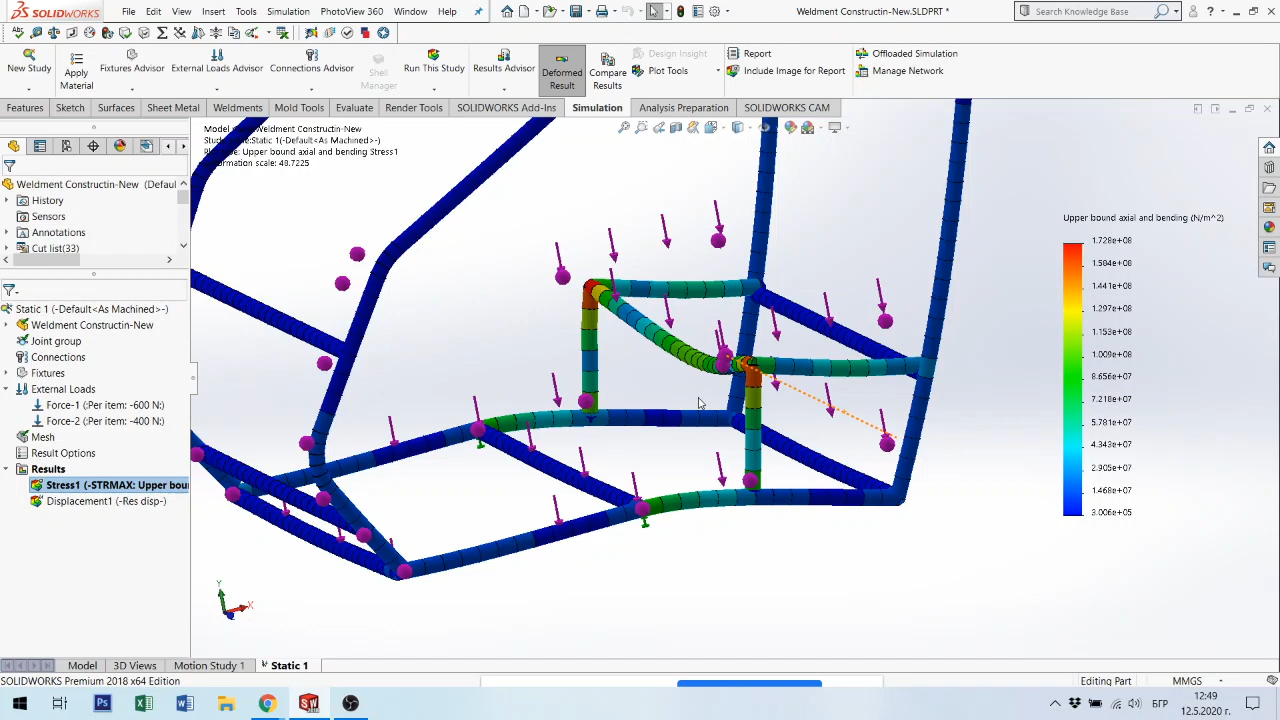 SOLIDWORKS File Edit View Insert Tools Simulation PhotoView 360 Window Help Weldment Constructin-New.SLDPRT * Search Knowledge Base
New Study
Apply Material
Fixtures Advisor
External Loads Advisor
Connections Advisor
Shell Manager
Run This Study
Results Advisor
Deformed Result
Compare Results
Design Insight
Plot Tools
Report
Include Image for Report
Offloaded Simulation
Manage Network
Features Sketch Surfaces Sheet Metal Weldments Mold Tools Evaluate Render Tools SOLIDWORKS Add-Ins Simulation Analysis Preparation SOLIDWORKS CAM
Weldment Constructin-New (Defaul
History
Sensors
Annotations
Cut list(33)
Static 1 (-Default<As Machined>-)
Weldment Constructin-New
Joint group
Connections
Fixtures
External Loads
Force-1 (Per item: -600 N:)
Force-2 (Per item: -400 N:)
Mesh
Result Options
Results
Stress1 (-STRMAX: Upper bou
Displacement1 (-Res disp-)
Weldment Constructin-New
Static 1(-Default<As Machined>-)
Upper bound axial and bending Stress1
scale: 48.7225
Upper bound axial and bending (N/m^2)
1.728e+08
1.585e+08
1.441e+08
1.297e+08
1.153e+08
1.009e+08
8.656e+07
7.213e+07
5.781e+07
4.343e+07
2.905e+07
1.468e+07
3.006e+05
Y
X
Model 3D Views Motion Study 1 Static 1
SOLIDWORKS Premium 2018 x64 Edition Editing Part MMGS
БГР
12:49
12.5.2020 г.